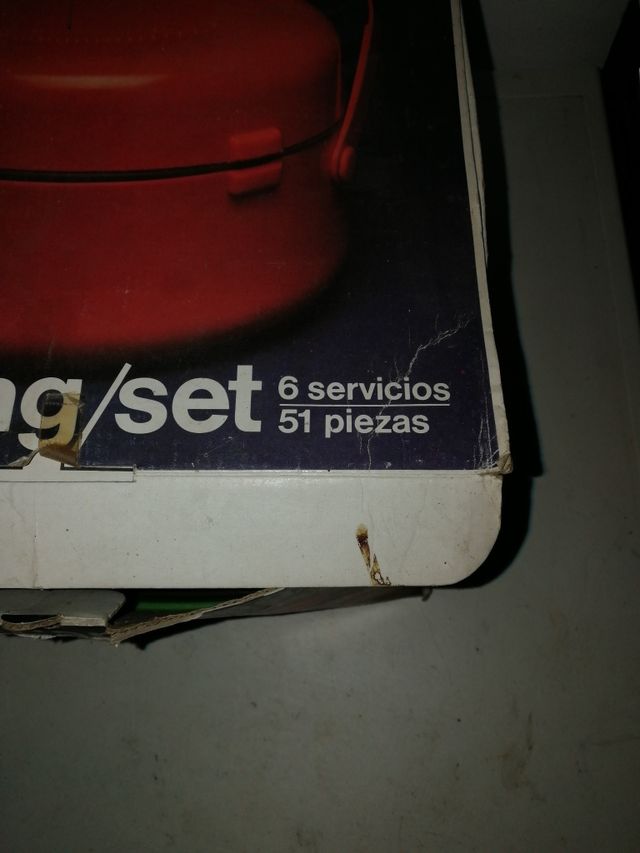 ng/set
6 servicios
51 piezas